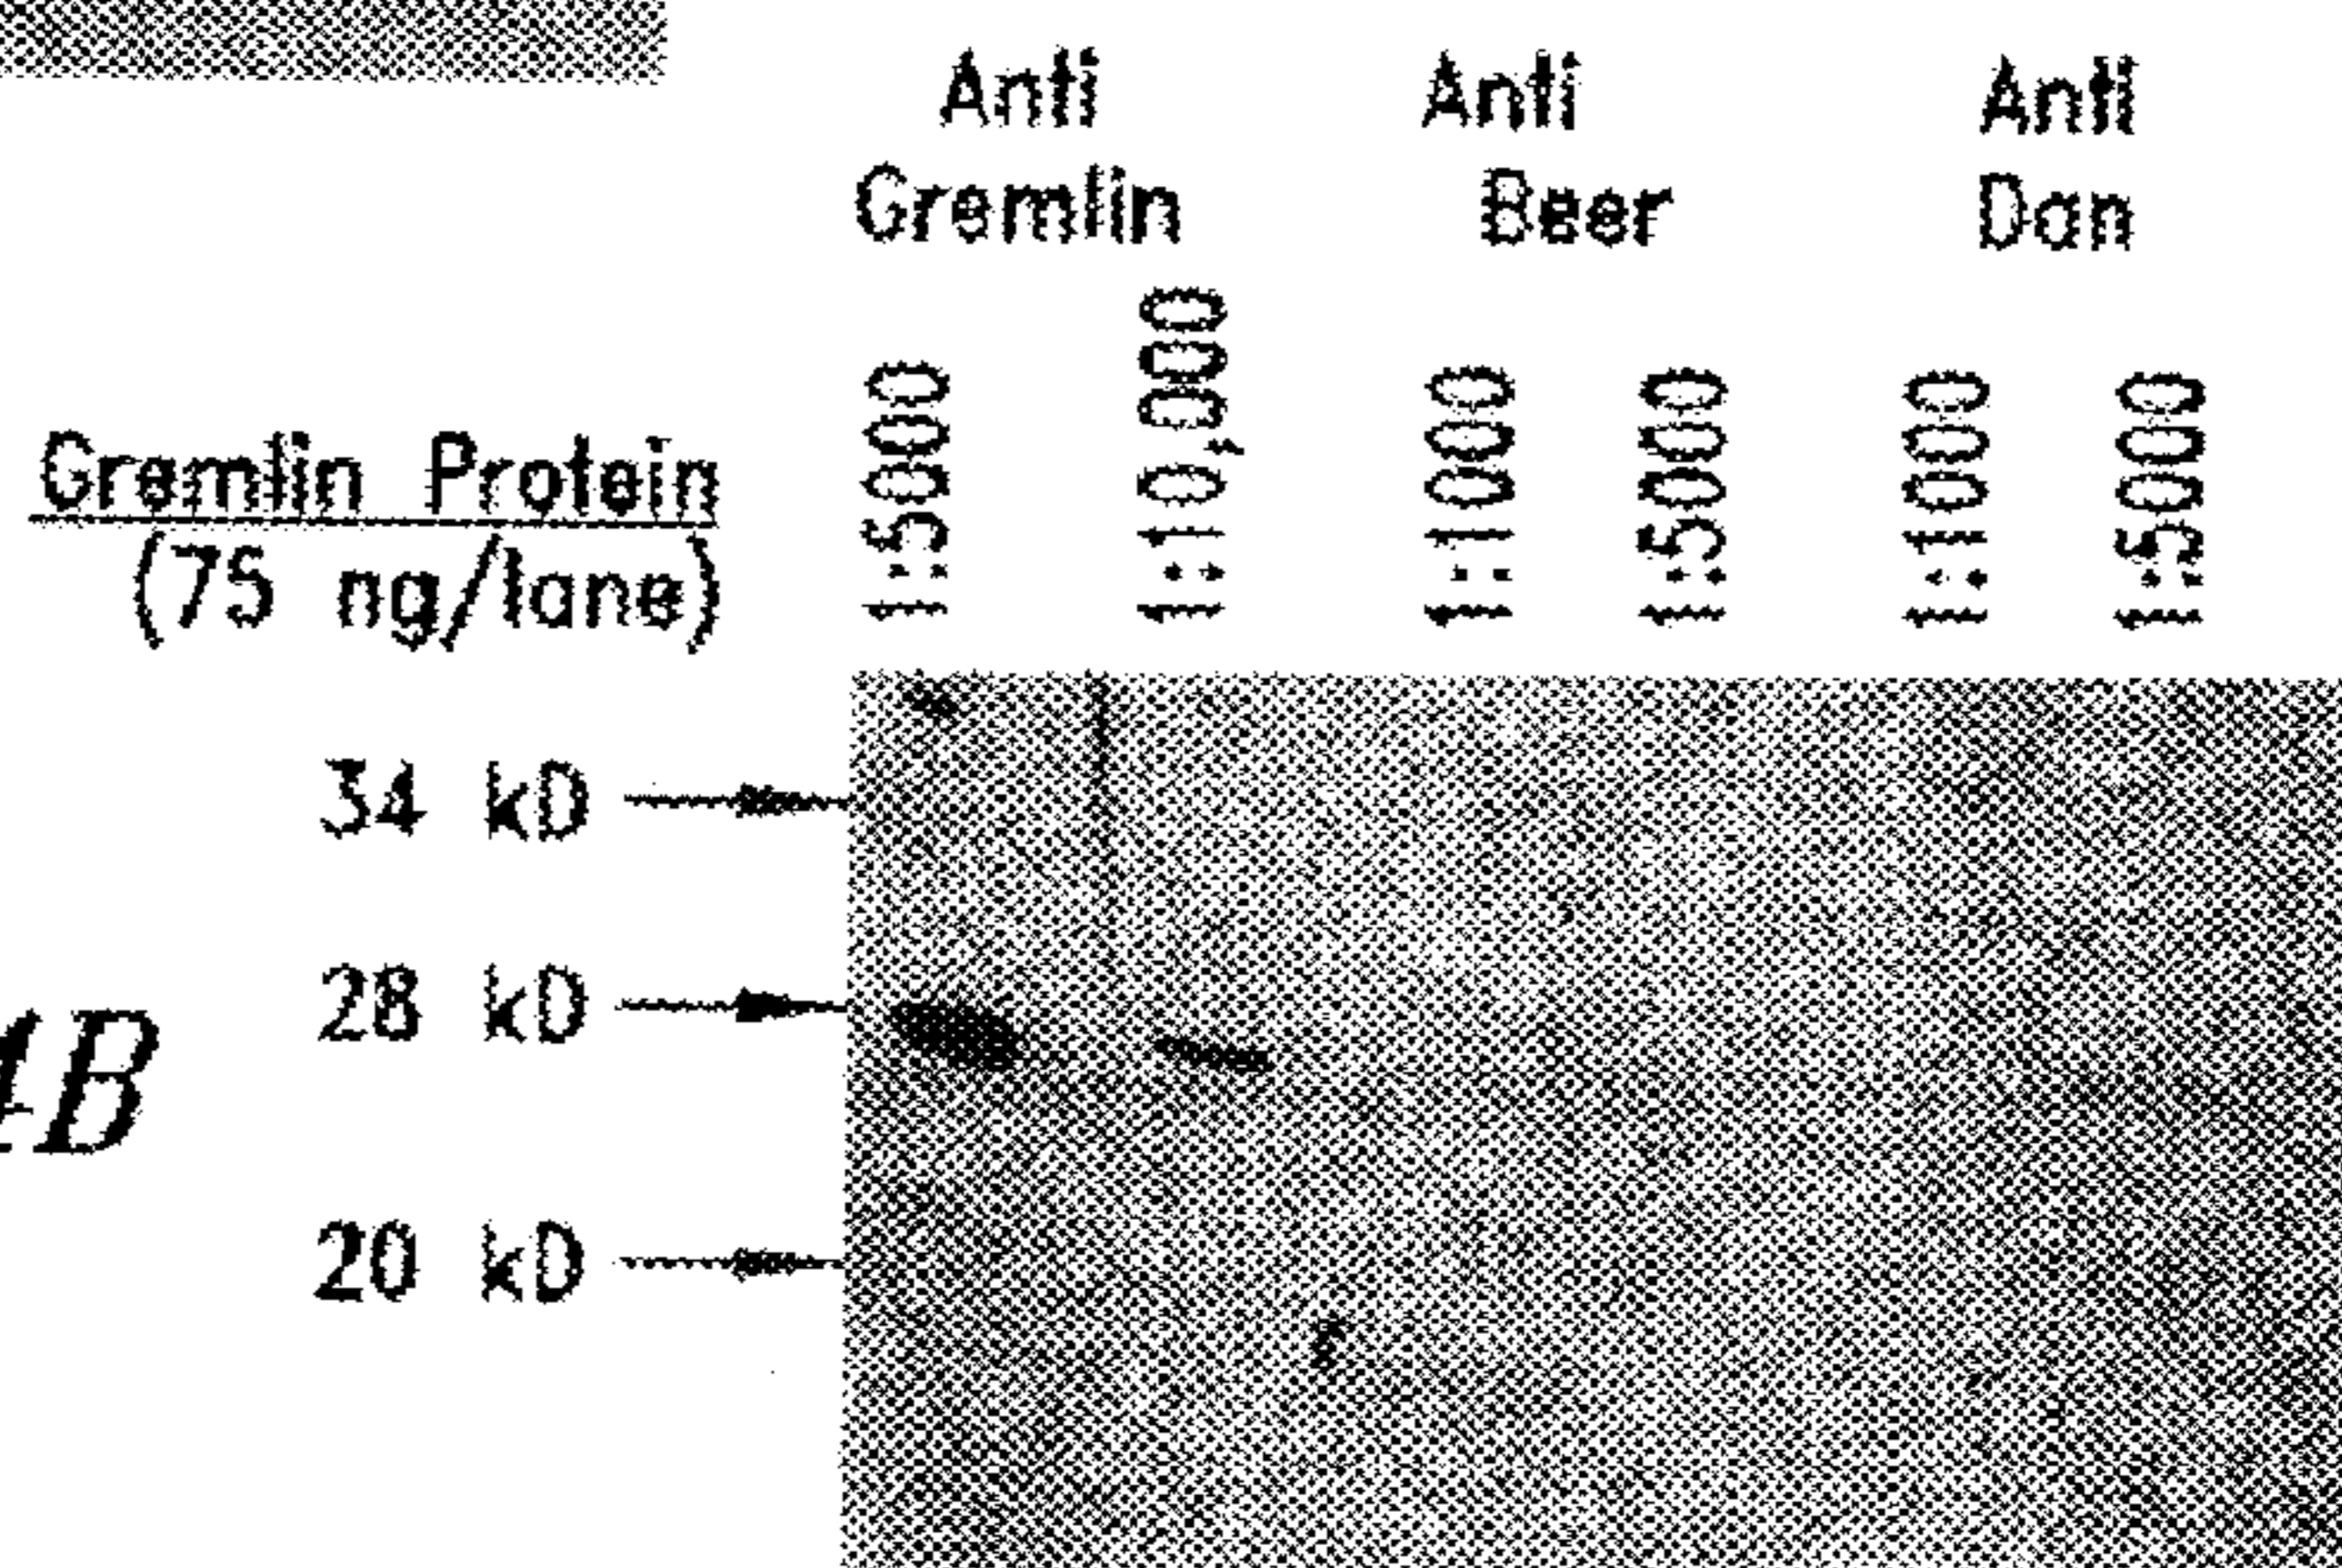 Anti Anti Anti
Gremlin Beer Dan
1:5000 1:10,000 1:1000 1:5000 1:1000 1:5000
Gremlin Protein
(75 ng/lane)
34 kD
28 kD
4B
20 kD